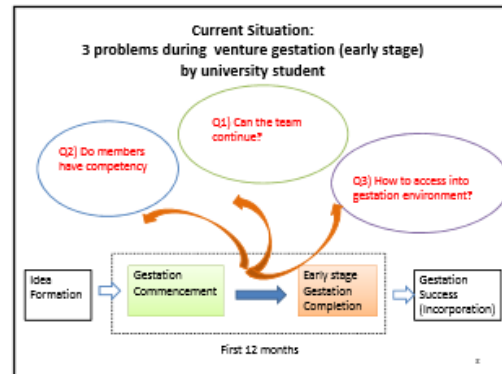 Current Situation:
3 problems during venture gestation (early stage)
by university student
Q1) Can the team
continue?
Q2) Do members
have competency
Q3) How to access into
gestation environment?
Idea
Formation
Gestation
Commencement
Early stage
Gestation
Completion
Gestation
Success
(Incorporation)
First 12 months